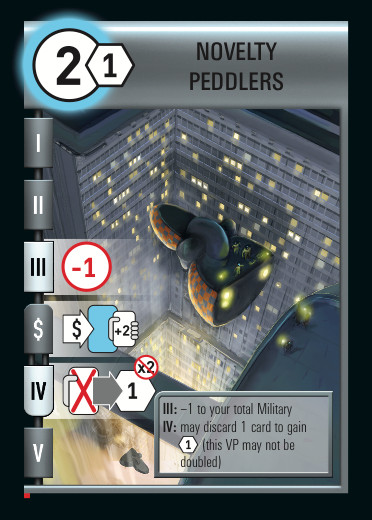 2
1
NOVELTY
PEDDLERS
I
II
III
-1
$
$
+2
IV
x2
1
V
III: –1 to your total Military
IV: may discard 1 card to gain
1 (this VP may not be
doubled)